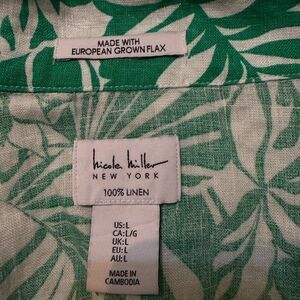 MADE WITH
EUROPEAN GROWN FLAX
nicole miller
NEW YORK
100% LINEN
US:L
CA:L/G
UK:L
EU:L
AU:L
MADE IN
CAMBODIA